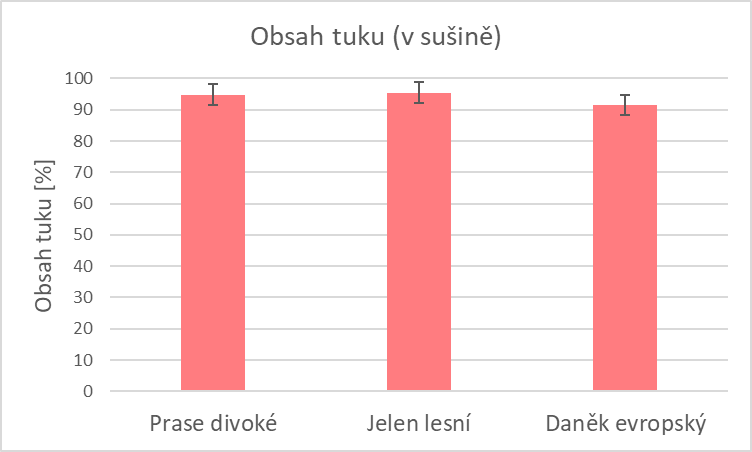 Obsah tuku (v sušině)
Obsah tuku [%]
100
90
80
70
60
50
40
30
20
10
0
Prase divoké
Jelen lesní
Daněk evropský